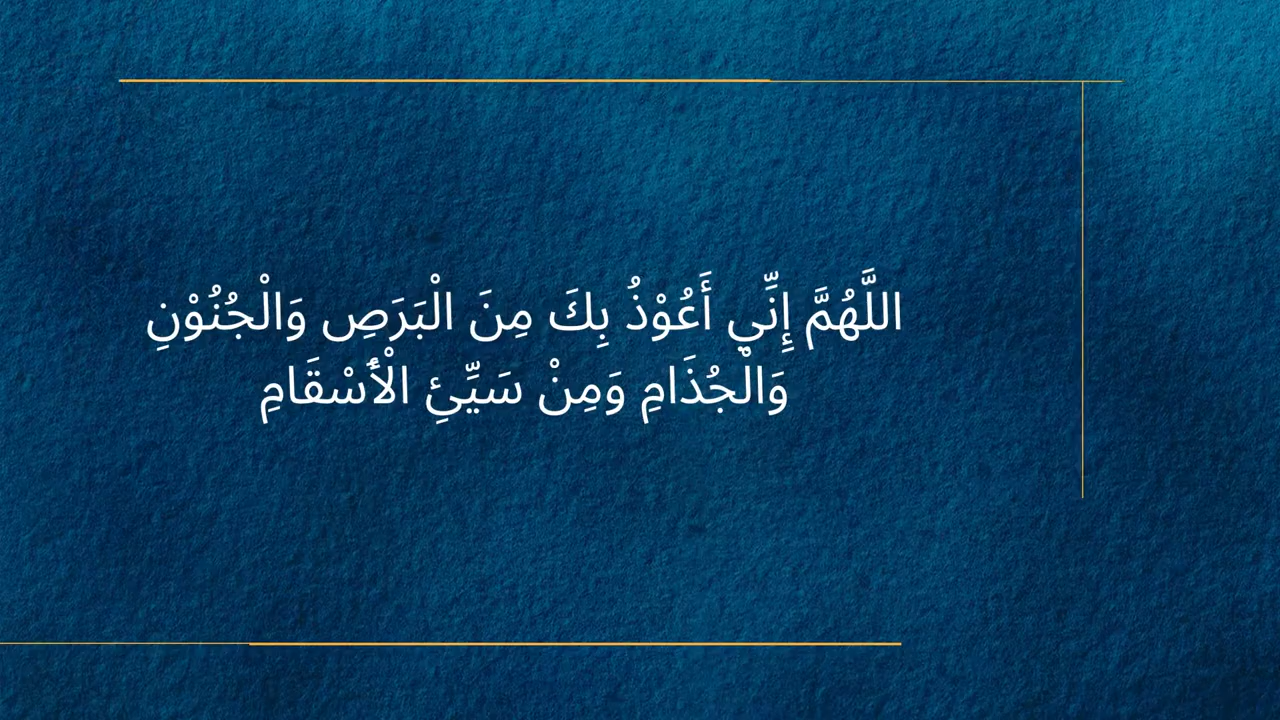 اللَّهُمَّ إِنِّي أَعُوْذُ بِكَ مِنَ الْبَرَصِ وَالْجُنُوْنِ
وَالْجُذَامِ وَمِنْ سَيِّئِ الْأَسْقَامِ